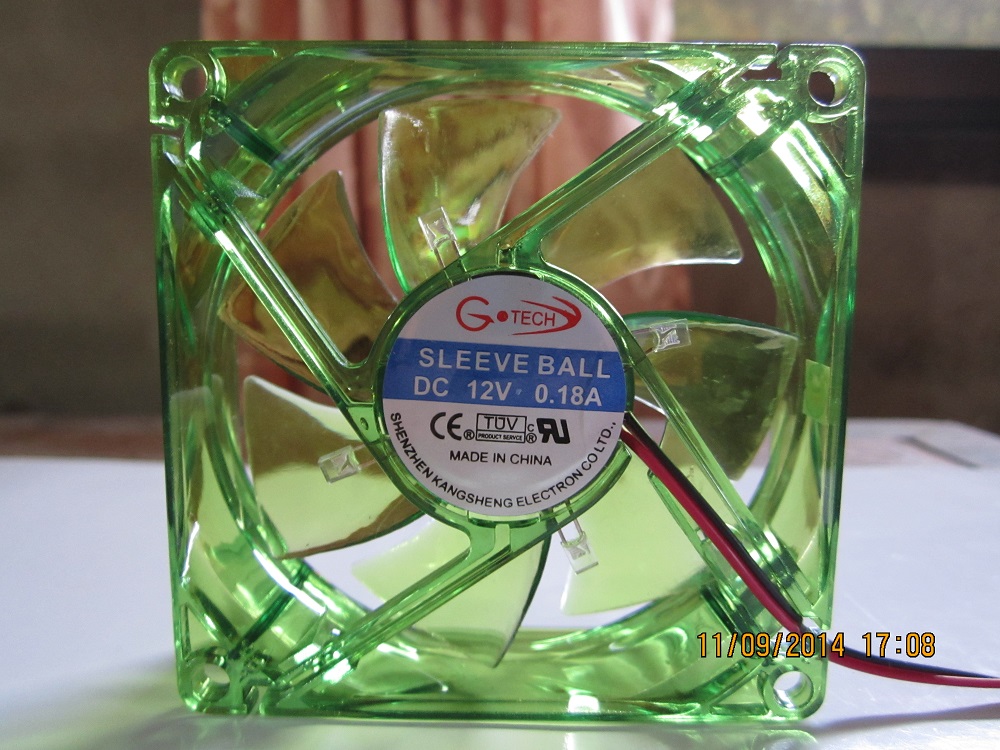 G•TECH
SLEEVE BALL
DC 12V 0.18A
CE® TÜV PRODUCT SERVICE c RU ®
MADE IN CHINA
SHENZHEN KANGSHENG ELECTRON CO LTD.,
11/09/2014 17:08